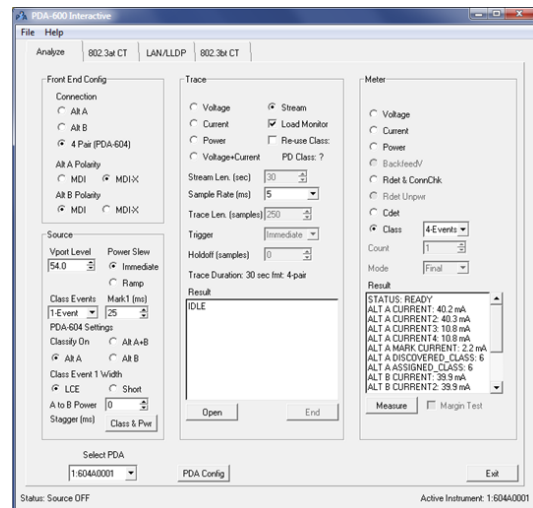 PDA-600 Interactive
File Help
Analyze 802.3at CT LAN/LLDP 802.3bt CT
Front End Config
Connection
Alt A
Alt B
4 Pair (PDA-604)
Alt A Polarity
MDI MDI-X
Alt B Polarity
MDI MDI-X
Source
Vport Level Power Slew
54.0 Immediate
Ramp
Class Events Mark1 (ms)
1-Event 25
PDA-604 Settings
Classify On Alt A+B
Alt A Alt B
Class Event 1 Width
LCE Short
A to B Power 0
Stagger (ms) Class & Pwr
Trace
Voltage Stream
Current Load Monitor
Power Re-use Class:
Voltage+Current PD Class: ?
Stream Len. (sec) 30
Sample Rate (ms) 5
Trace Len. (samples) 250
Trigger Immediate
Holdoff (samples) 0
Trace Duration: 30 sec fmt: 4-pair
Result
IDLE
Open End
Meter
Voltage
Current
Power
BackfeedV
Rdet & ConnChk
Rdet Unpwr
Cdet
Class 4-Events
Count 1
Mode Final
Result
STATUS: READY
ALT A CURRENT: 40.2 mA
ALT A CURRENT2: 40.3 mA
ALT A CURRENT3: 10.8 mA
ALT A CURRENT4: 10.8 mA
ALT A MARK CURRENT: 2.2 mA
ALT A DISCOVERED_CLASS: 6
ALT A ASSIGNED_CLASS: 6
ALT B CURRENT: 39.9 mA
ALT B CURRENT2: 39.9 mA
Measure Margin Test
Select PDA
1:604A0001 PDA Config Exit
Status: Source OFF Active Instrument: 1:604A0001